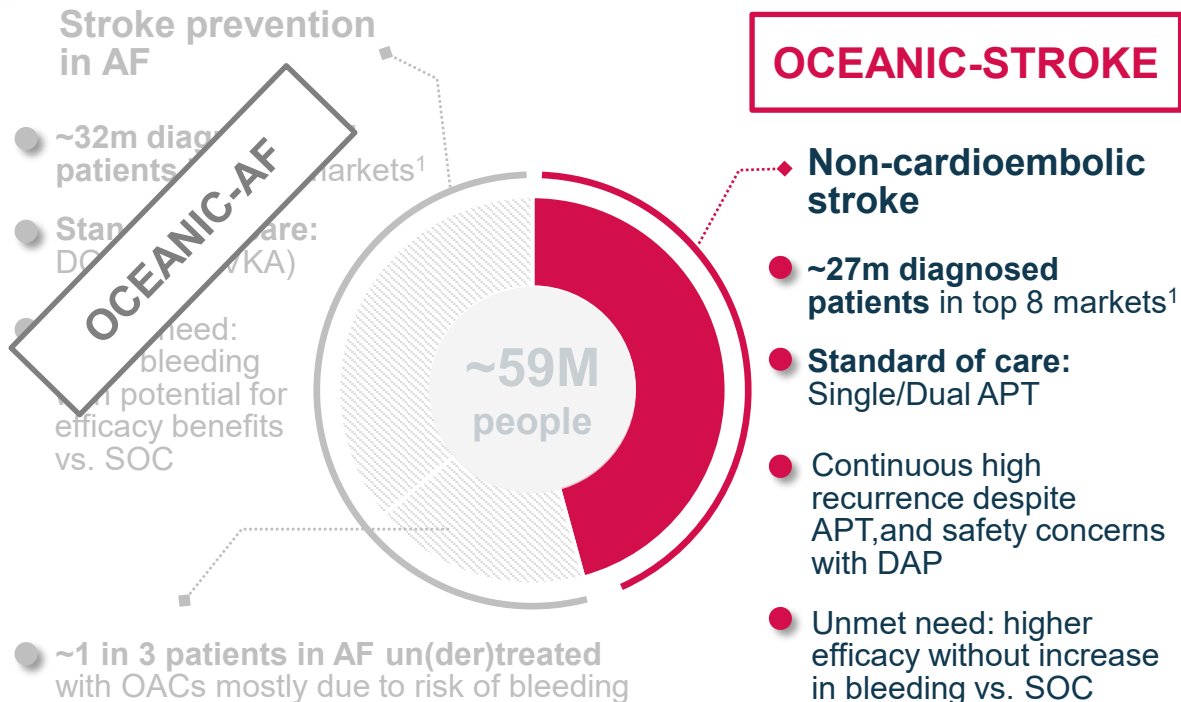 Stroke prevention
in AF
~32m diag
patients arkets¹
Stan are:
DO VKA)
need:
bleeding
potential for
efficacy benefits
vs. SOC
OCEANIC-AF
~1 in 3 patients in AF un(der)treated
with OACs mostly due to risk of bleeding
~59M
people
OCEANIC-STROKE
Non-cardioembolic
stroke
~27m diagnosed
patients in top 8 markets¹
Standard of care:
Single/Dual APT
Continuous high
recurrence despite
APT,and safety concerns
with DAP
Unmet need: higher
efficacy without increase
in bleeding vs. SOC